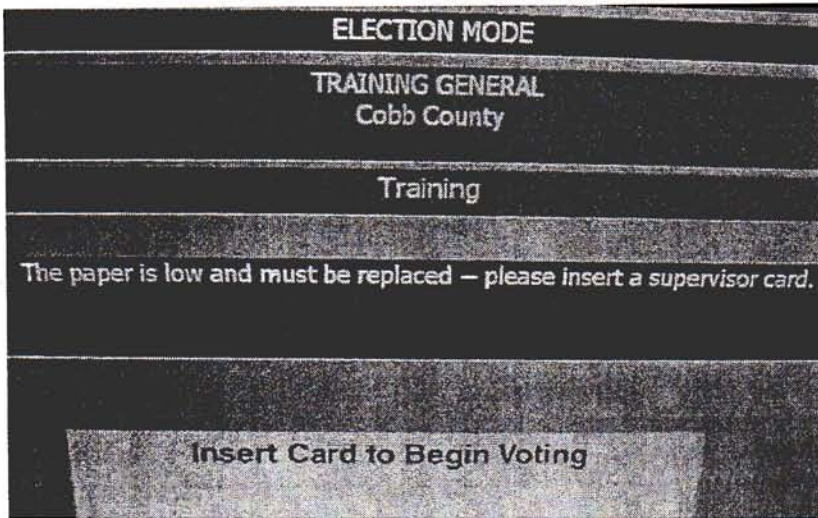 ELECTION MODE
TRAINING GENERAL
Cobb County
Training
The paper is low and must be replaced — please insert a supervisor card.
Insert Card to Begin Voting